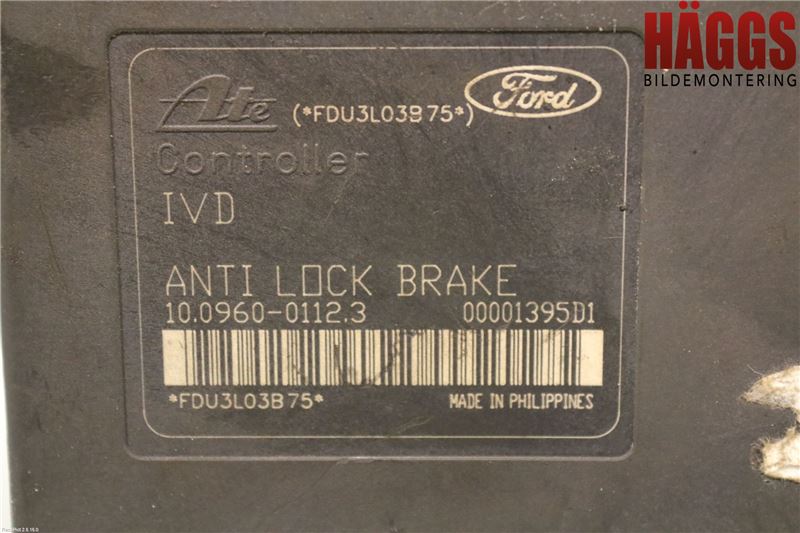 HÄGGS
BILDEMONTERING
Ate (*FDU3L03B75*) Ford
Controller
IVD
ANTI LOCK BRAKE
10.0960-0112.3 00001395D1
*FDU3L03B75* MADE IN PHILIPPINES